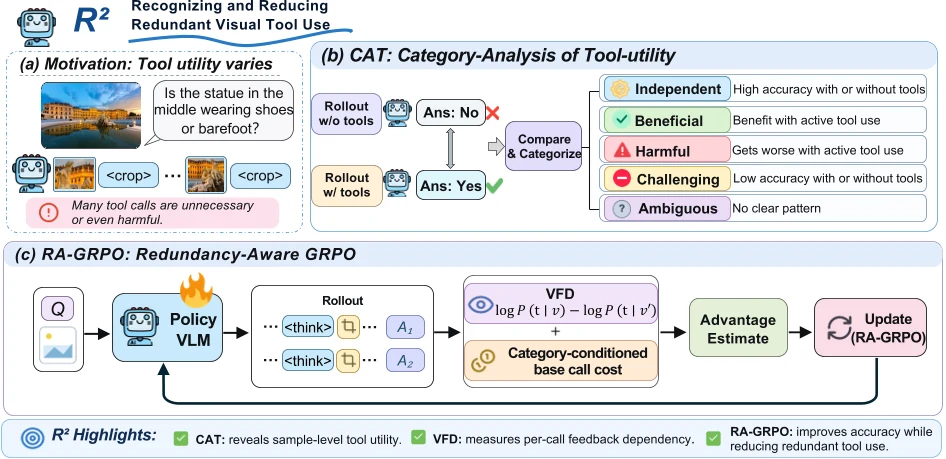 R²
Recognizing and Reducing
Redundant Visual Tool Use
(a) Motivation: Tool utility varies
Is the statue in the
middle wearing shoes
or barefoot?
<crop> ... <crop>
Many tool calls are unnecessary
or even harmful.
(b) CAT: Category-Analysis of Tool-utility
Rollout
w/o tools
Ans: No
Rollout
w/ tools
Ans: Yes
Compare
& Categorize
Independent High accuracy with or without tools
Beneficial Benefit with active tool use
Harmful Gets worse with active tool use
Challenging Low accuracy with or without tools
? Ambiguous No clear pattern
(c) RA-GRPO: Redundancy-Aware GRPO
Q
Policy
VLM
Rollout
... <think> ... A₁
... <think> ... A₂
VFD
log P (t | v) − log P (t | v′)
+
Category-conditioned
base call cost
Advantage
Estimate
Update
(RA-GRPO)
R² Highlights:
CAT: reveals sample-level tool utility.
VFD: measures per-call feedback dependency.
RA-GRPO: improves accuracy while
reducing redundant tool use.